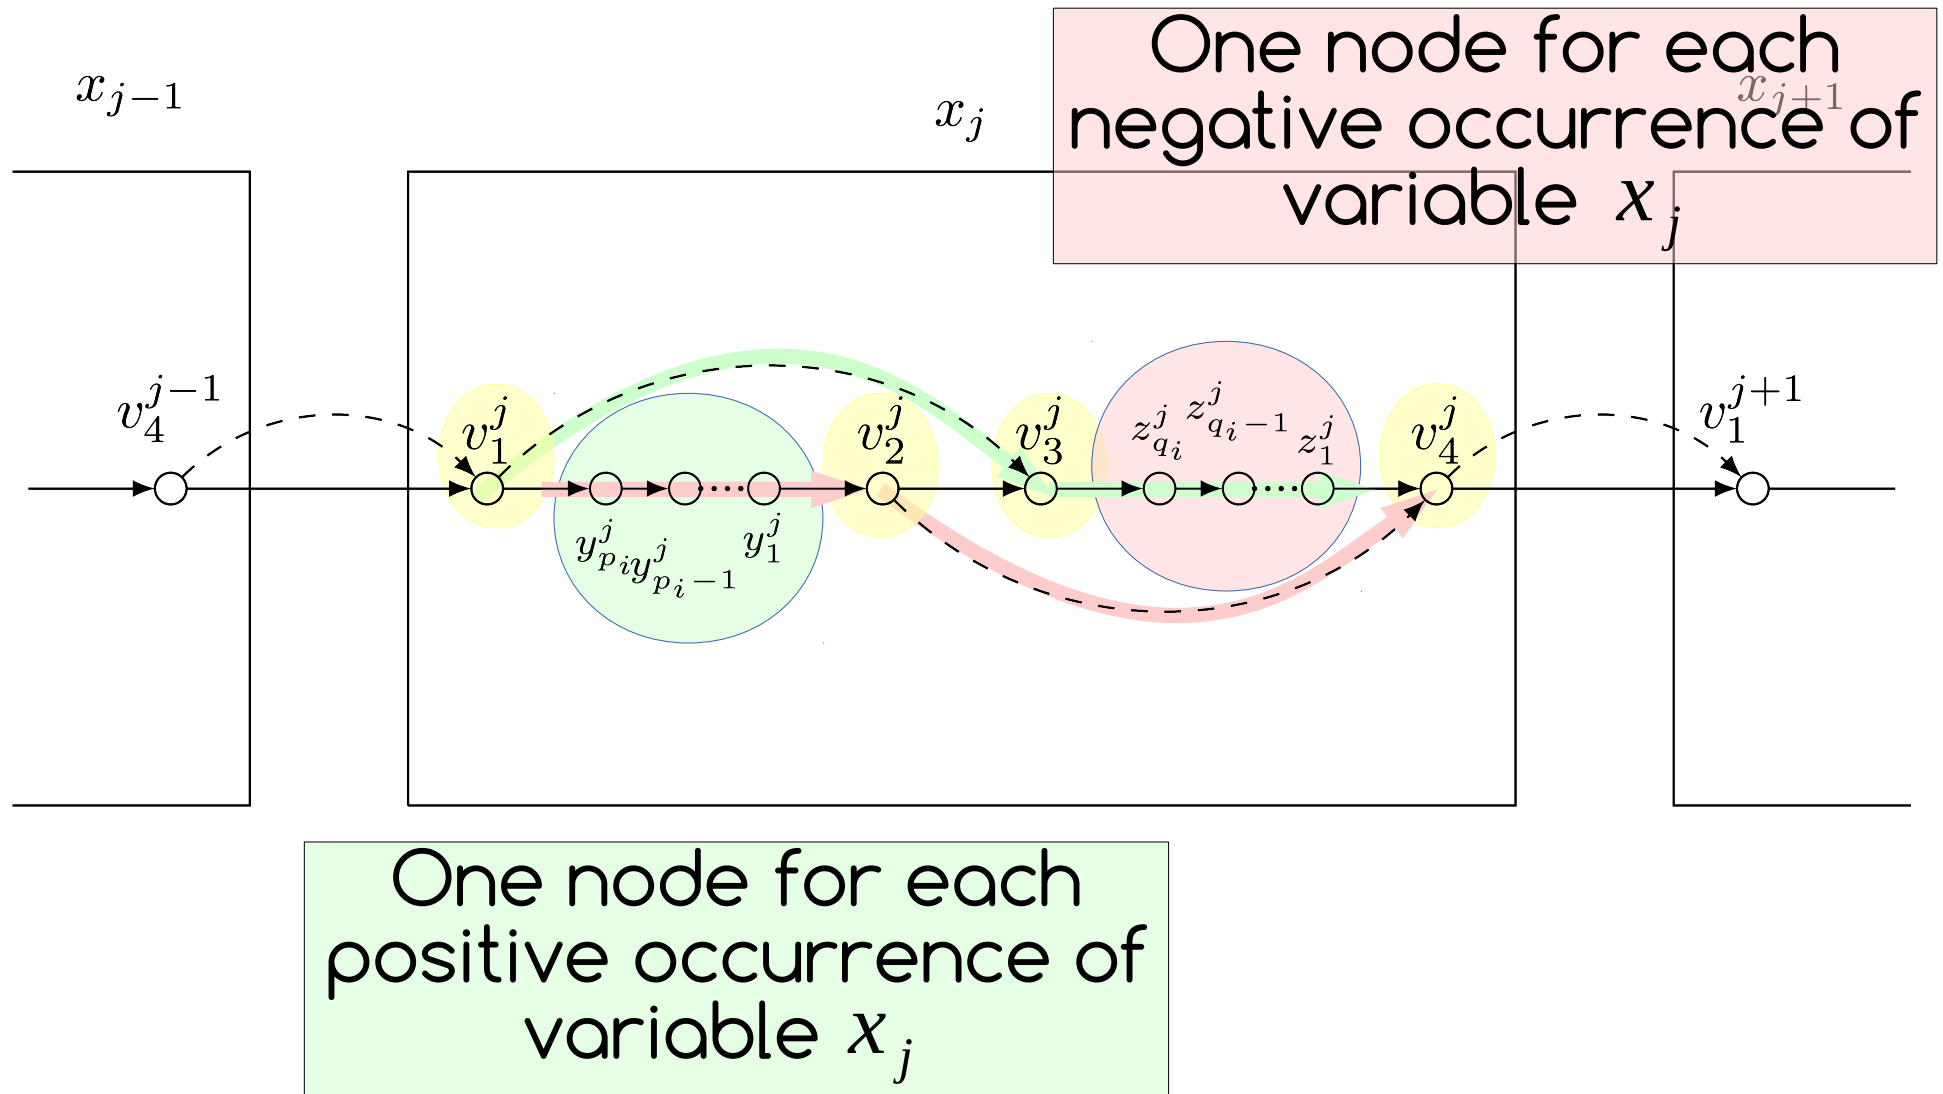 One node for each
negative occurrence of
variable x_j
x_{j-1}
x_j
x_{j+1}
v_4^{j-1}
v_1^j
v_2^j
v_3^j
z_{q_i}^j
z_{q_i-1}^j
z_1^j
v_4^j
v_1^{j+1}
y_{p_i}^j
y_{p_i-1}^j
y_1^j
One node for each
positive occurrence of
variable x_j